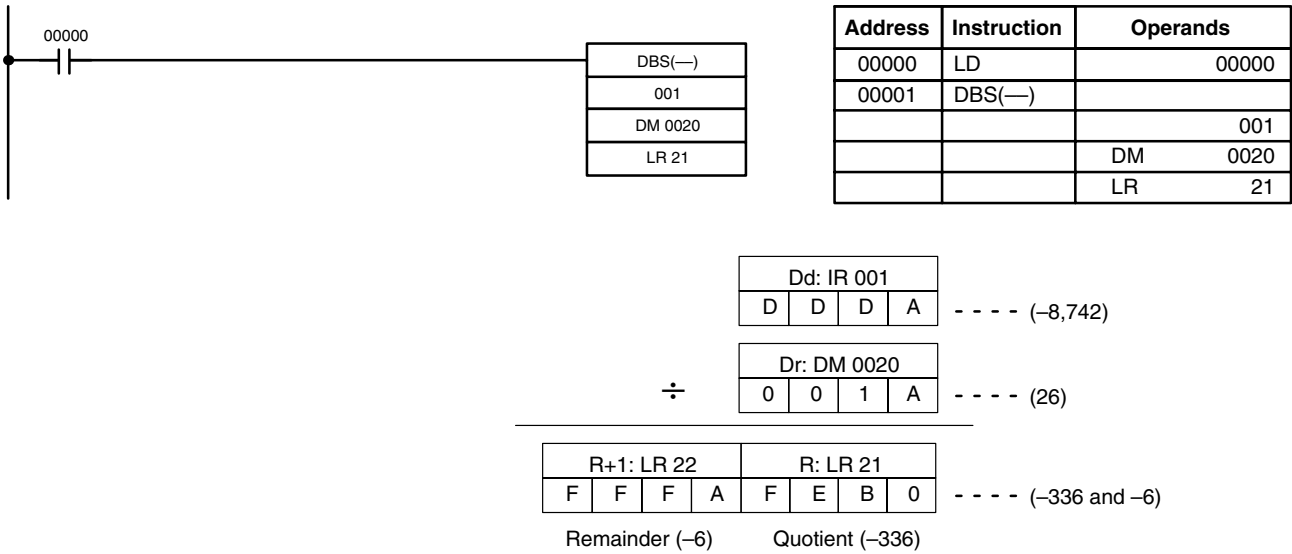 00000
DBS(—)
001
DM 0020
LR 21
Address Instruction Operands
00000 LD 00000
00001 DBS(—)
001
DM 0020
LR 21
Dd: IR 001
D D D A - - - - (–8,742)
Dr: DM 0020
÷ 0 0 1 A - - - - (26)
R+1: LR 22 R: LR 21
F F F A F E B 0 - - - - (–336 and –6)
Remainder (–6) Quotient (–336)